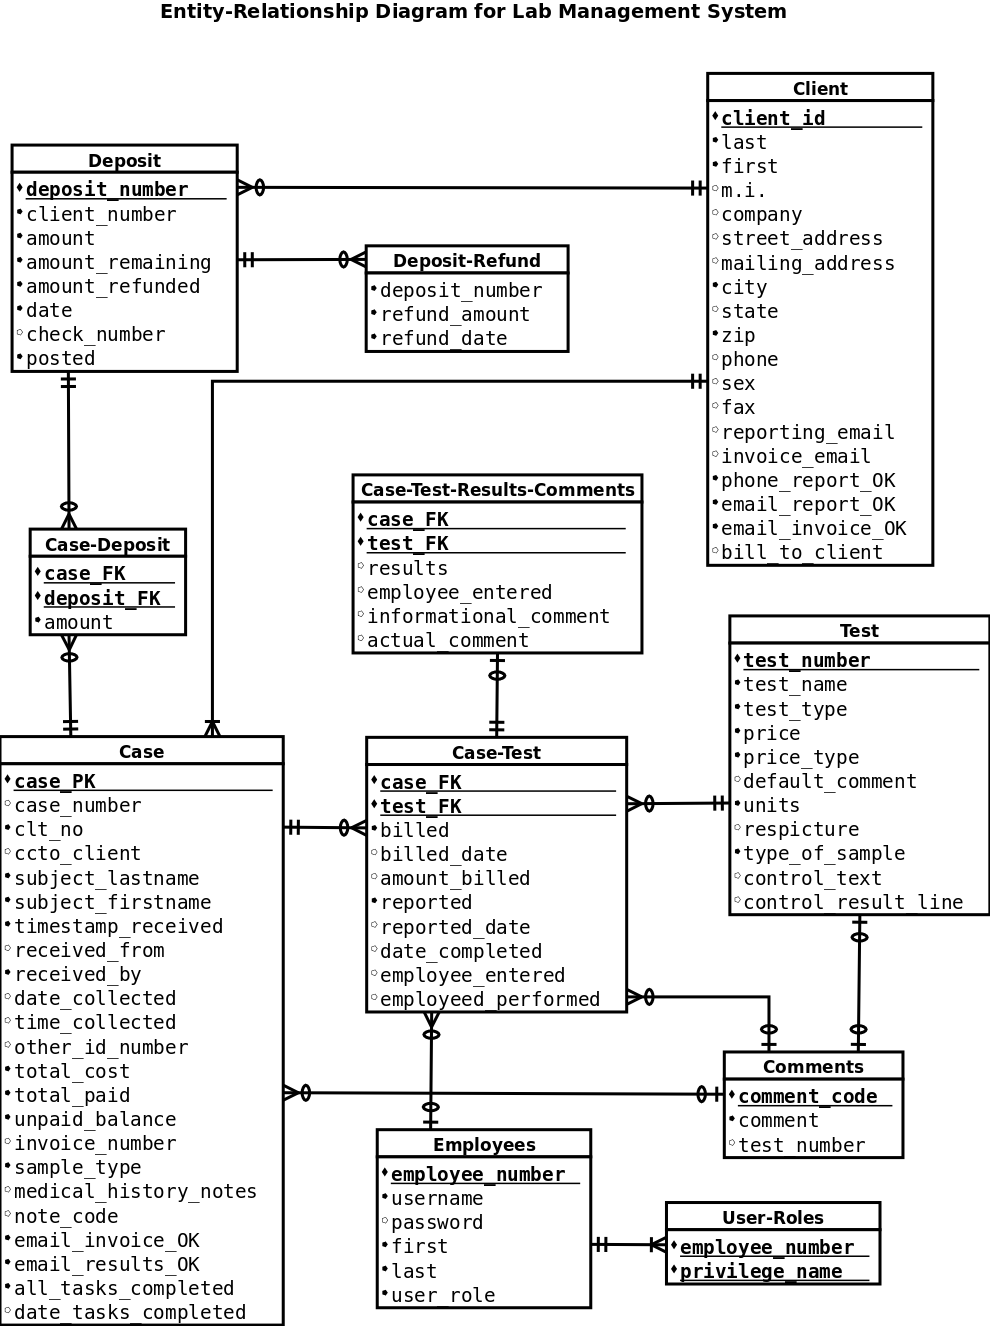 Entity-Relationship Diagram for Lab Management System
Client
client_id
last
first
m.i.
company
street_address
mailing_address
city
state
zip
phone
sex
fax
reporting_email
invoice_email
phone_report_OK
email_report_OK
email_invoice_OK
bill_to_client
Deposit
deposit_number
client_number
amount
amount_remaining
amount_refunded
date
check_number
posted
Deposit-Refund
deposit_number
refund_amount
refund_date
Case-Test-Results-Comments
case_FK
test_FK
results
employee_entered
informational_comment
actual_comment
Case-Deposit
case_FK
deposit_FK
amount
Test
test_number
test_name
test_type
price
price_type
default_comment
units
respicture
type_of_sample
control_text
control_result_line
Case
case_PK
case_number
clt_no
ccto_client
subject_lastname
subject_firstname
timestamp_received
received_from
received_by
date_collected
time_collected
other_id_number
total_cost
total_paid
unpaid_balance
invoice_number
sample_type
medical_history_notes
note_code
email_invoice_OK
email_results_OK
all_tasks_completed
date_tasks_completed
Case-Test
case_FK
test_FK
billed
billed_date
amount_billed
reported
reported_date
date_completed
employee_entered
employeed_performed
Comments
comment_code
comment
test_number
Employees
employee_number
username
password
first
last
user_role
User-Roles
employee_number
privilege_name